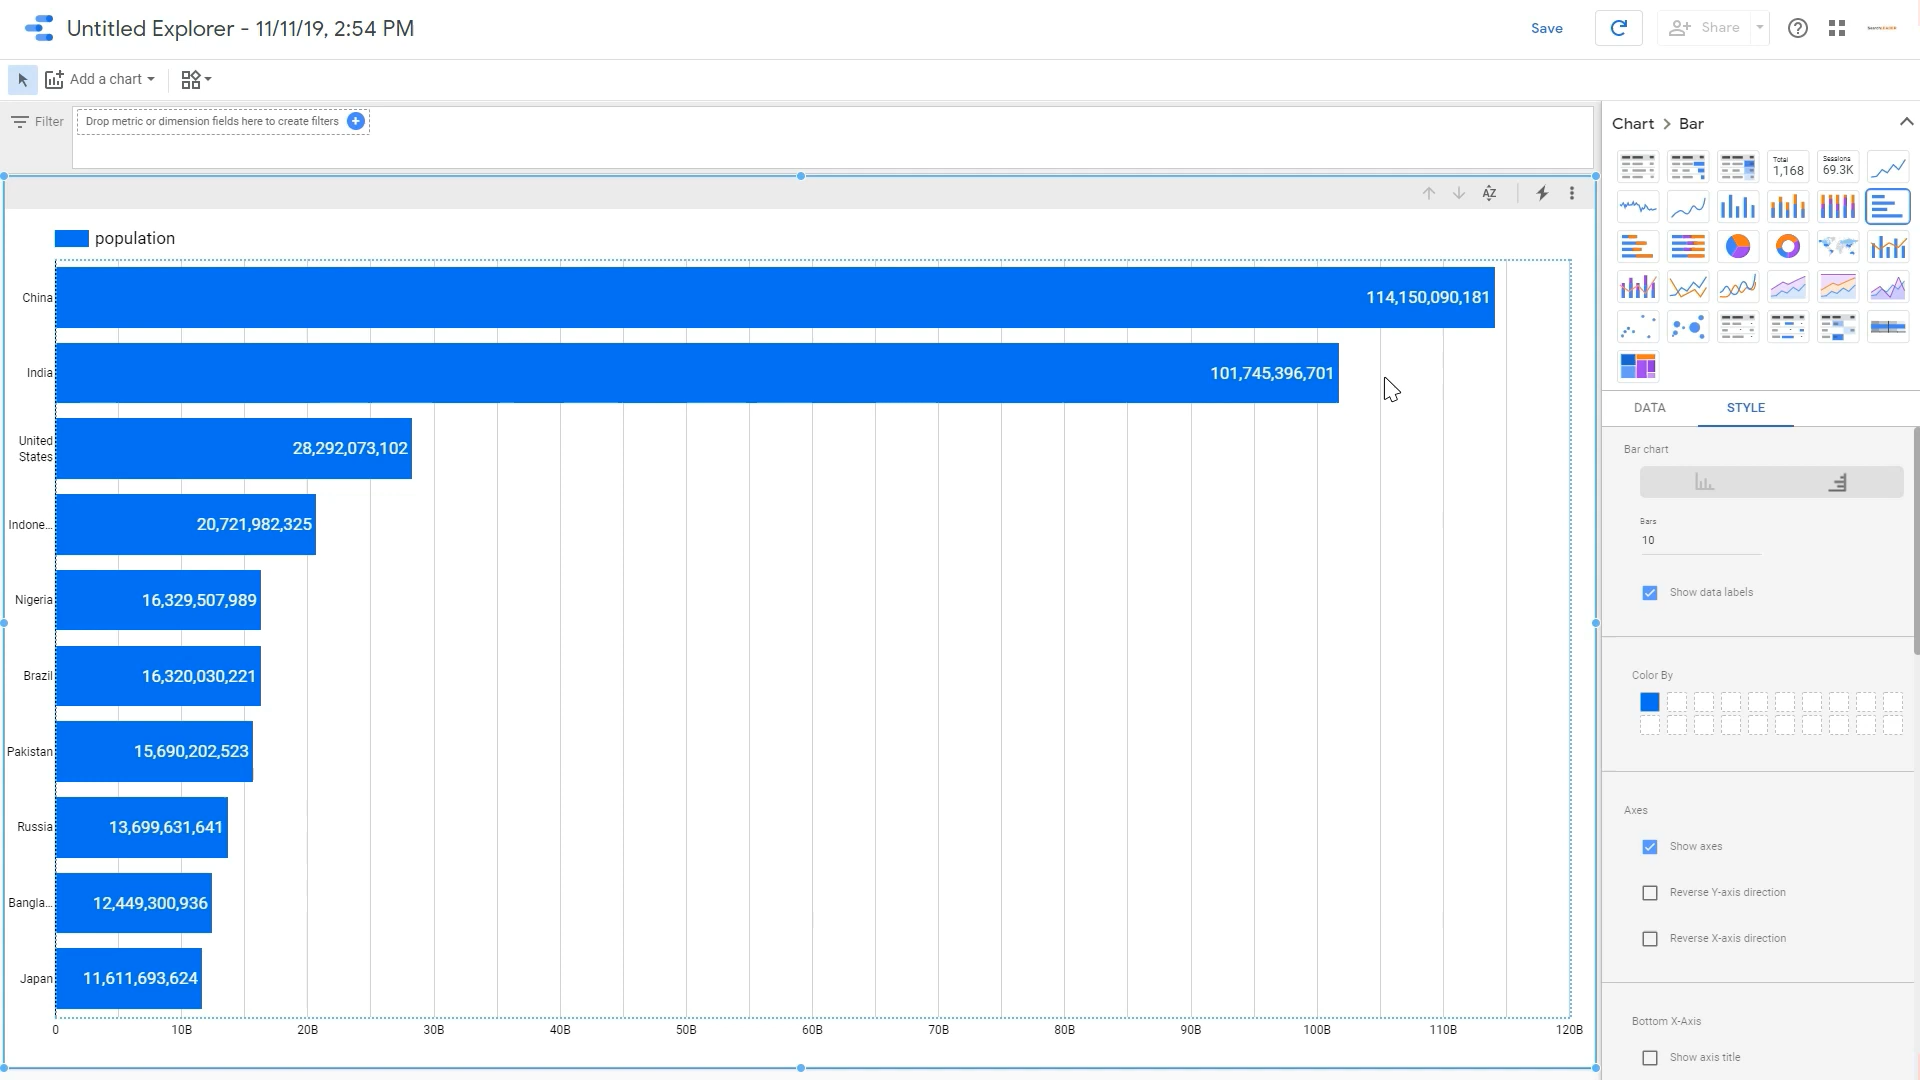 Untitled Explorer - 11/11/19, 2:54 PM
Save
Share
Add a chart
Filter
Drop metric or dimension fields here to create filters
Chart > Bar
Total
1,168
Sessions
69.3K
AZ
population
China
114,150,090,181
India
101,745,396,701
United
States
28,292,073,102
Indone...
20,721,982,325
Nigeria
16,329,507,989
Brazil
16,320,030,221
Pakistan
15,690,202,523
Russia
13,699,631,641
Bangla...
12,449,300,936
Japan
11,611,693,624
0 10B 20B 30B 40B 50B 60B 70B 80B 90B 100B 110B 120B
DATA STYLE
Bar chart
Bars
10
Show data labels
Color By
Axes
Show axes
Reverse Y-axis direction
Reverse X-axis direction
Bottom X-Axis
Show axis title